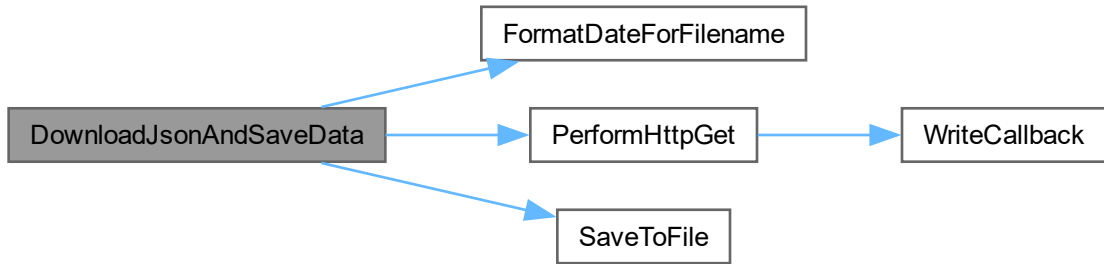 FormatDateForFilename
DownloadJsonAndSaveData
PerformHttpGet
WriteCallback
SaveToFile